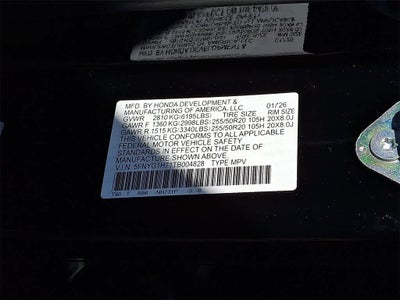 MFD. BY HONDA DEVELOPMENT & 01/26
MANUFACTURING OF AMERICA, LLC
GVWR 2810 KG(6195LBS) TIRE SIZE RIM SIZE
GAWR F 1360 KG(2998LBS) 255/50R20 105H 20X8.0J
GAWR R 1515 KG(3340LBS) 255/50R20 105H 20X8.0J
THIS VEHICLE CONFORMS TO ALL APPLICABLE
FEDERAL MOTOR VEHICLE SAFETY
STANDARDS IN EFFECT ON THE DATE OF
MANUFACTURE SHOWN ABOVE.
V.I.N. TYPE: MPV